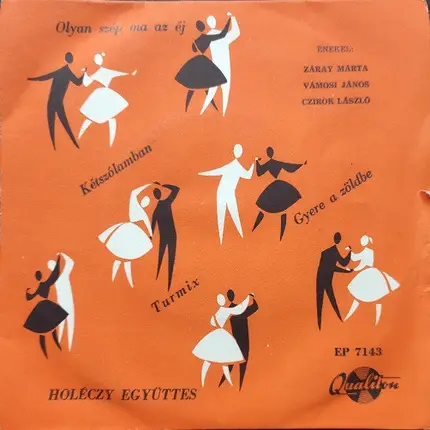 Olyan szép ma az éj
ÉNEKEL:
ZÁRAY MÁRTA
VÁMOSI JÁNOS
CZIROK LÁSZLÓ
Kétszólamban
Gyere a zöldbe
Turmix
EP 7143
HOLÉCZY EGYÜTTES
Qualiton